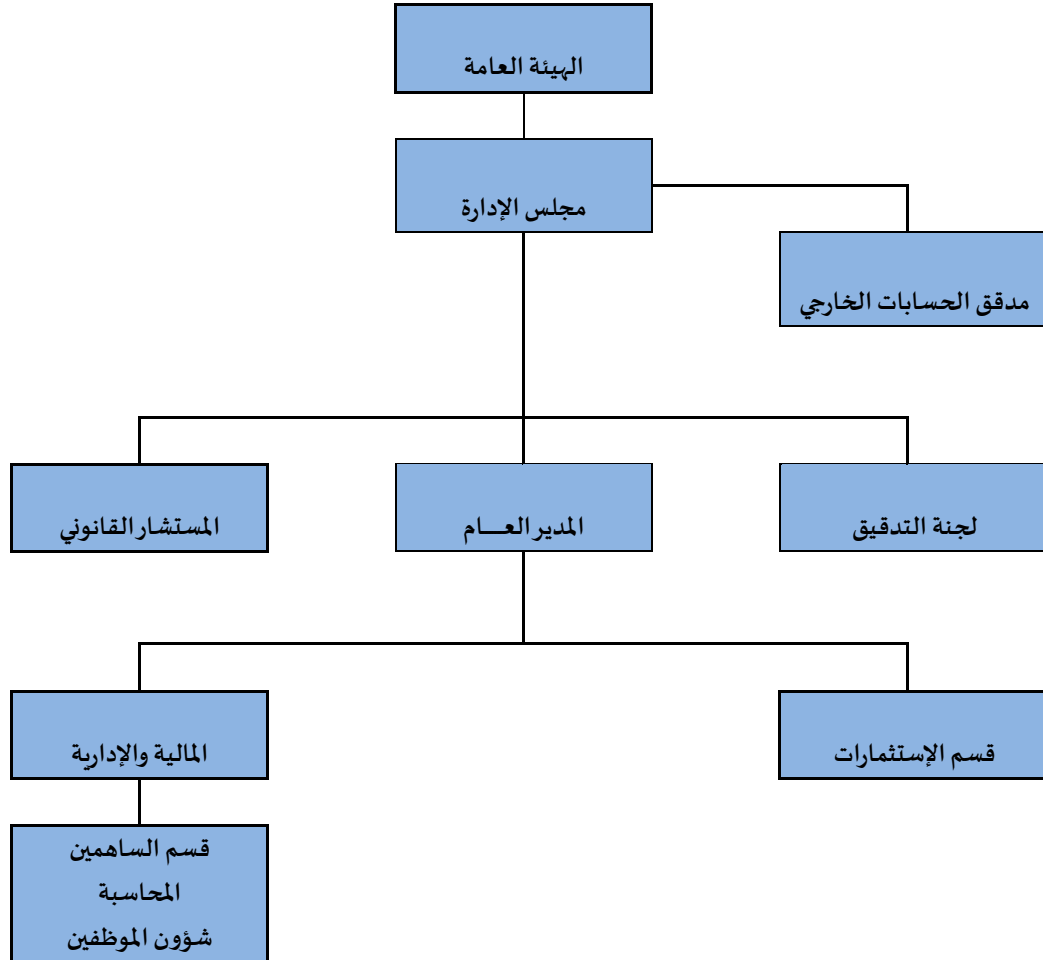 الهيئة العامة
مجلس الإدارة
مدقق الحسابات الخارجي
لجنة التدقيق
المدير العـــام
المستشار القانوني
قسم الإستثمارات
المالية والإدارية
قسم الساهمين
المحاسبة
شؤون الموظفين